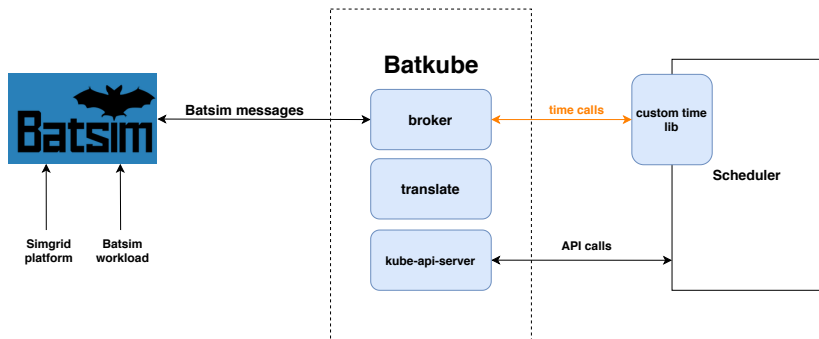 Batkube
Batsim
Batsim messages
broker
time calls
custom time
lib
translate
Scheduler
Simgrid
platform
Batsim
workload
kube-api-server
API calls